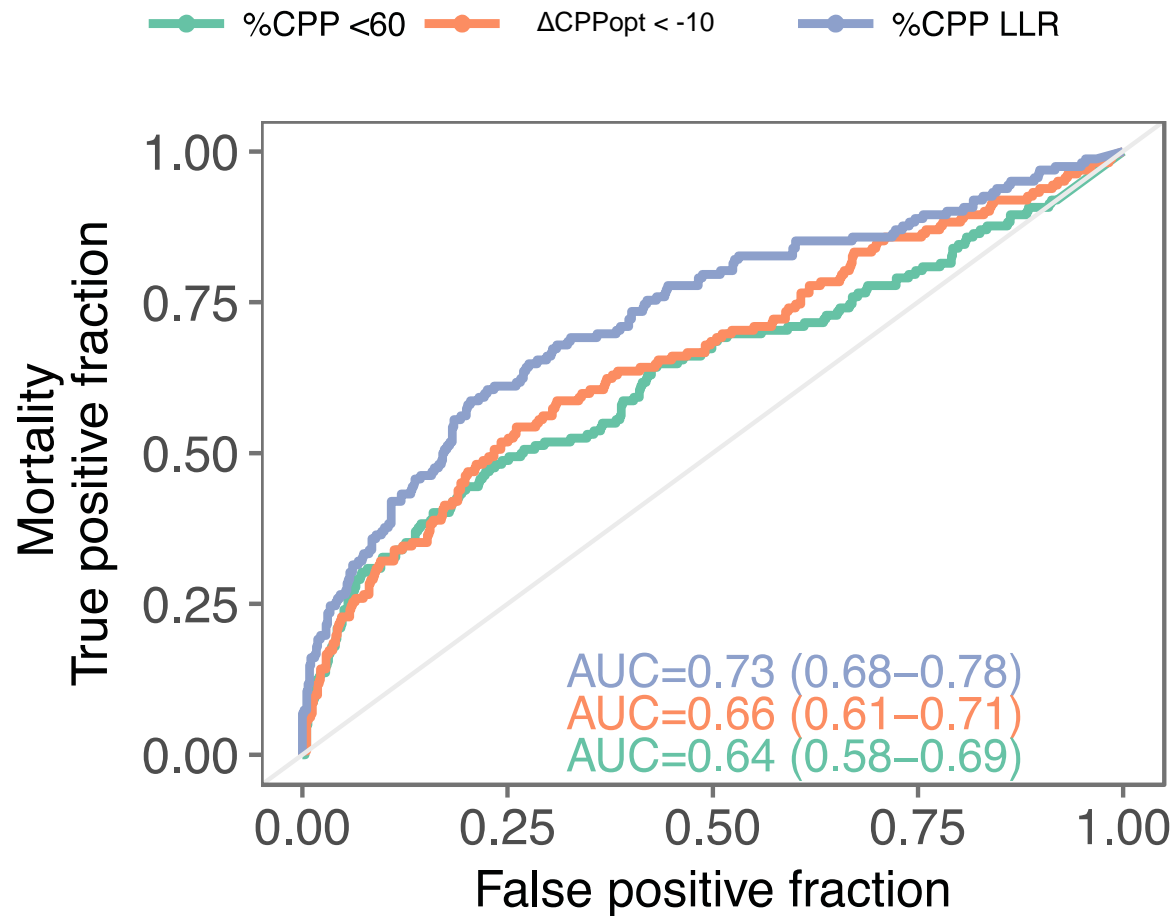 %CPP <60 ΔCPPopt < -10 %CPP LLR
Mortality
True positive fraction
1.00
0.75
0.50
0.25
0.00
AUC=0.73 (0.68–0.78)
AUC=0.66 (0.61–0.71)
AUC=0.64 (0.58–0.69)
0.00 0.25 0.50 0.75 1.00
False positive fraction